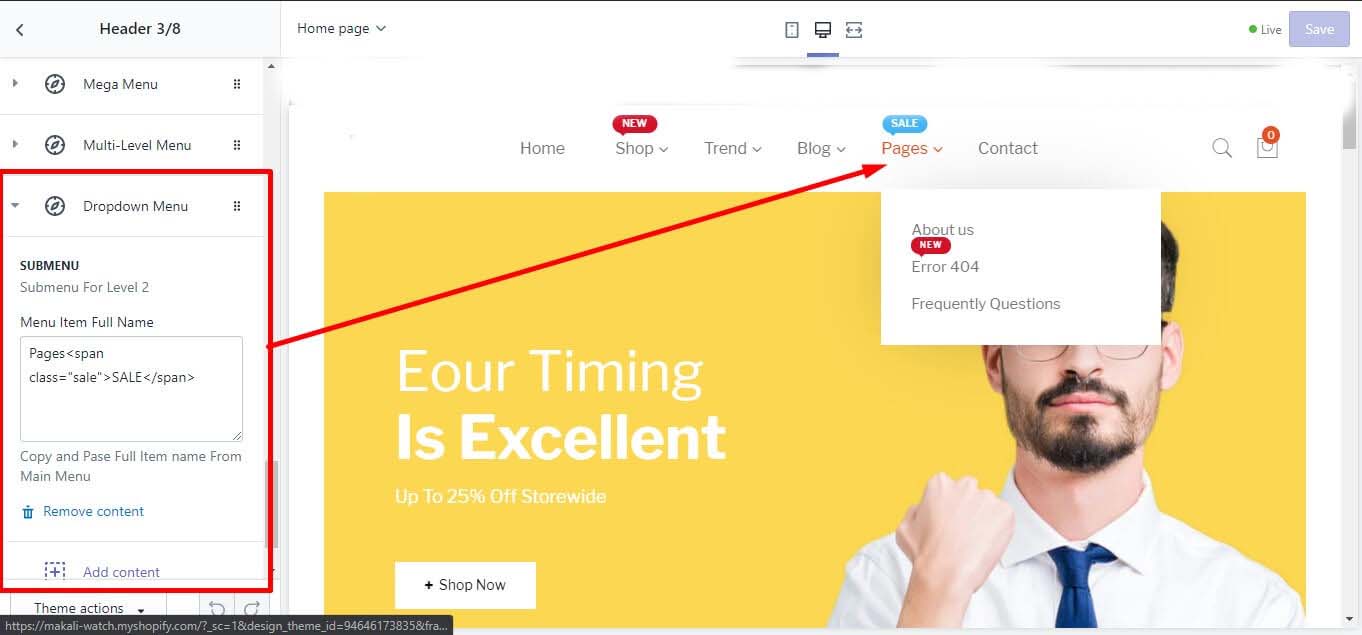 Header 3/8
Home page
Live
Save
Mega Menu
Multi-Level Menu
Dropdown Menu
SUBMENU
Submenu For Level 2
Menu Item Full Name
Pages<span
class="sale">SALE</span>
Copy and Pase Full Item name From
Main Menu
Remove content
Add content
Theme actions
https://makali-watch.myshopify.com/?_sc=1&design_theme_id=94646173835&fra...
NEW
SALE
Home
Shop
Trend
Blog
Pages
Contact
0
About us
NEW
Error 404
Frequently Questions
Eour Timing
Is Excellent
Up To 25% Off Storewide
+ Shop Now